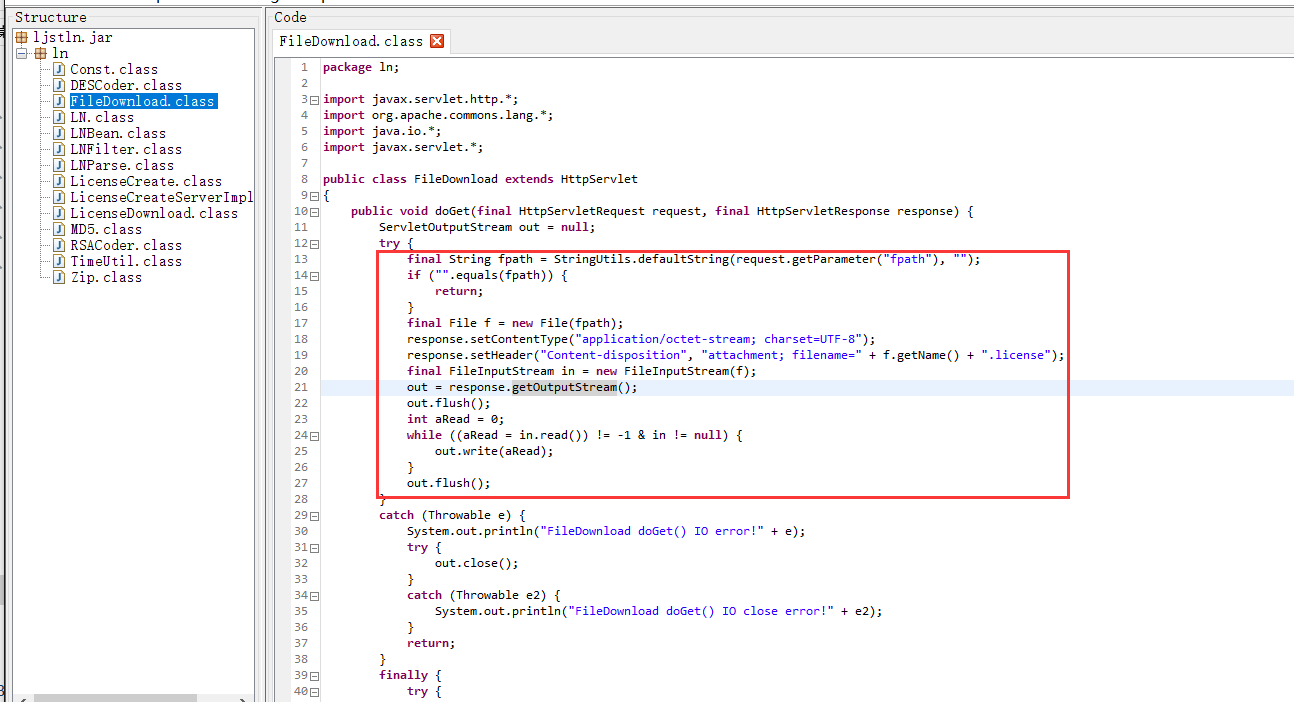 Structure
ljstln.jar
ln
Const.class
DESCoder.class
FileDownload.class
LN.class
LNBean.class
LNFilter.class
LNParse.class
LicenseCreate.class
LicenseCreateServerImpl
LicenseDownload.class
MD5.class
RSACoder.class
TimeUtil.class
Zip.class
Code
FileDownload.class
1 package ln;
2
3 import javax.servlet.http.*;
4 import org.apache.commons.lang.*;
5 import java.io.*;
6 import javax.servlet.*;
7
8 public class FileDownload extends HttpServlet
9 {
10     public void doGet(final HttpServletRequest request, final HttpServletResponse response) {
11         ServletOutputStream out = null;
12         try {
13             final String fpath = StringUtils.defaultString(request.getParameter("fpath"), "");
14             if ("".equals(fpath)) {
15                 return;
16             }
17             final File f = new File(fpath);
18             response.setContentType("application/octet-stream; charset=UTF-8");
19             response.setHeader("Content-disposition", "attachment; filename=" + f.getName() + ".license");
20             final FileInputStream in = new FileInputStream(f);
21             out = response.getOutputStream();
22             out.flush();
23             int aRead = 0;
24             while ((aRead = in.read()) != -1 & in != null) {
25                 out.write(aRead);
26             }
27             out.flush();
28         }
29         catch (Throwable e) {
30             System.out.println("FileDownload doGet() IO error!" + e);
31             try {
32                 out.close();
33             }
34             catch (Throwable e2) {
35                 System.out.println("FileDownload doGet() IO close error!" + e2);
36             }
37             return;
38         }
39         finally {
40             try {